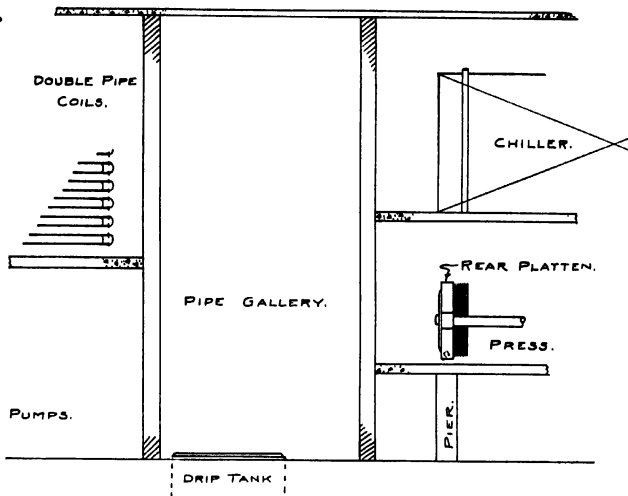 DOUBLE PIPE
COILS.
CHILLER.
REAR PLATTEN.
PIPE GALLERY.
PRESS.
PUMPS.
PIER.
DRIP TANK